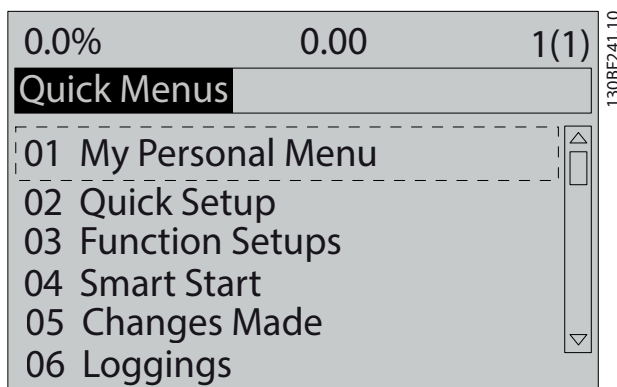 0.0% 0.00 1(1)
Quick Menus
01 My Personal Menu
02 Quick Setup
03 Function Setups
04 Smart Start
05 Changes Made
06 Loggings
130BF241.10